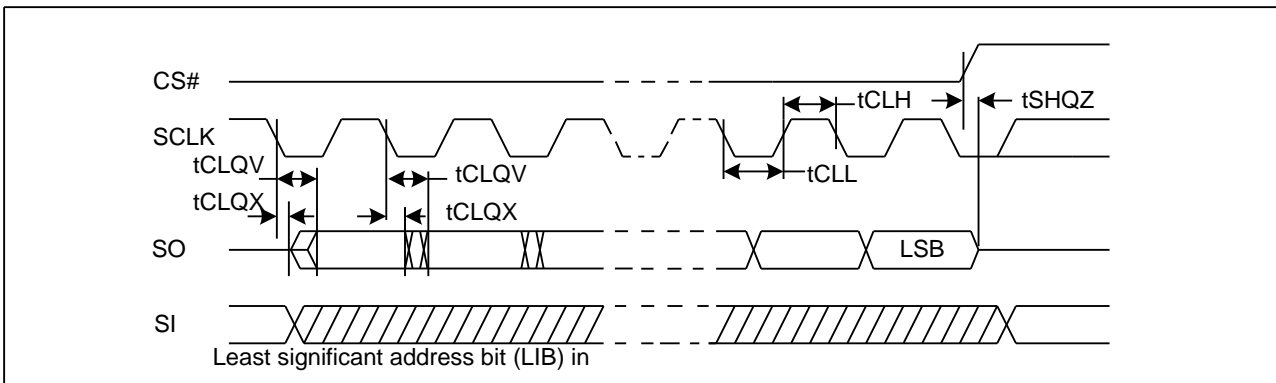 CS#
tCLH
tSHQZ
SCLK
tCLQV
tCLQV
tCLL
tCLQX
tCLQX
SO
LSB
SI
Least significant address bit (LIB) in